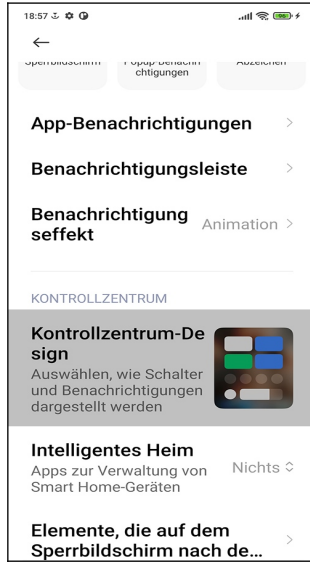 18:57
96
Sperrbildschirm
Popup-Benachri
chtigungen
Abzeichen
App-Benachrichtigungen
Benachrichtigungsleiste
Benachrichtigung
seffekt
Animation
KONTROLLZENTRUM
Kontrollzentrum-De
sign
Auswählen, wie Schalter
und Benachrichtigungen
dargestellt werden
Intelligentes Heim
Apps zur Verwaltung von
Smart Home-Geräten
Nichts
Elemente, die auf dem
Sperrbildschirm nach de...